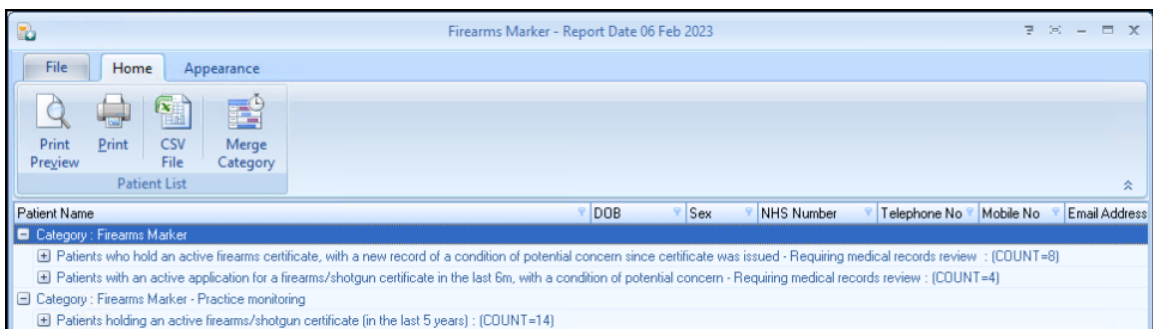 Firearms Marker - Report Date 06 Feb 2023
File Home Appearance
Print Preview Print CSV File Merge Category
Patient List
Patient Name DOB Sex NHS Number Telephone No Mobile No Email Address
Category : Firearms Marker
Patients who hold an active firearms certificate, with a new record of a condition of potential concern since certificate was issued - Requiring medical records review : (COUNT=8)
Patients with an active application for a firearms/shotgun certificate in the last 6m, with a condition of potential concern - Requiring medical records review : (COUNT=4)
Category : Firearms Marker - Practice monitoring
Patients holding an active firearms/shotgun certificate (in the last 5 years) : (COUNT=14)